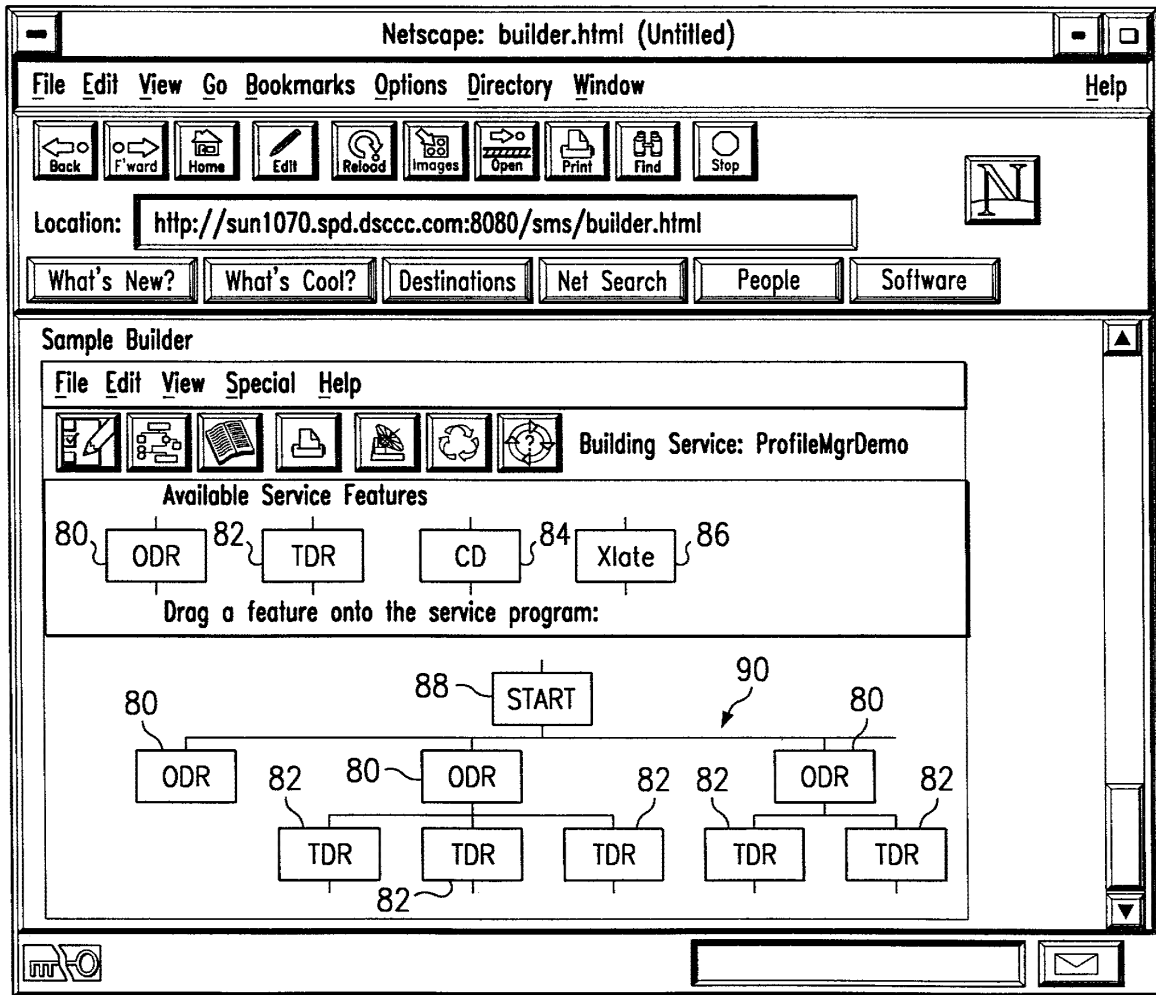 Netscape: builder.html (Untitled)
File Edit View Go Bookmarks Options Directory Window Help
Back F'ward Home Edit Reload Images Open Print Find Stop
N
Location: http://sun1070.spd.dsccc.com:8080/sms/builder.html
What's New? What's Cool? Destinations Net Search People Software
Sample Builder
File Edit View Special Help
? Building Service: ProfileMgrDemo
Available Service Features
80 ODR 82 TDR CD 84 Xlate 86
Drag a feature onto the service program:
88 START 90
80 80
ODR 80 ODR ODR
82 82 82 82
TDR TDR TDR TDR TDR
82